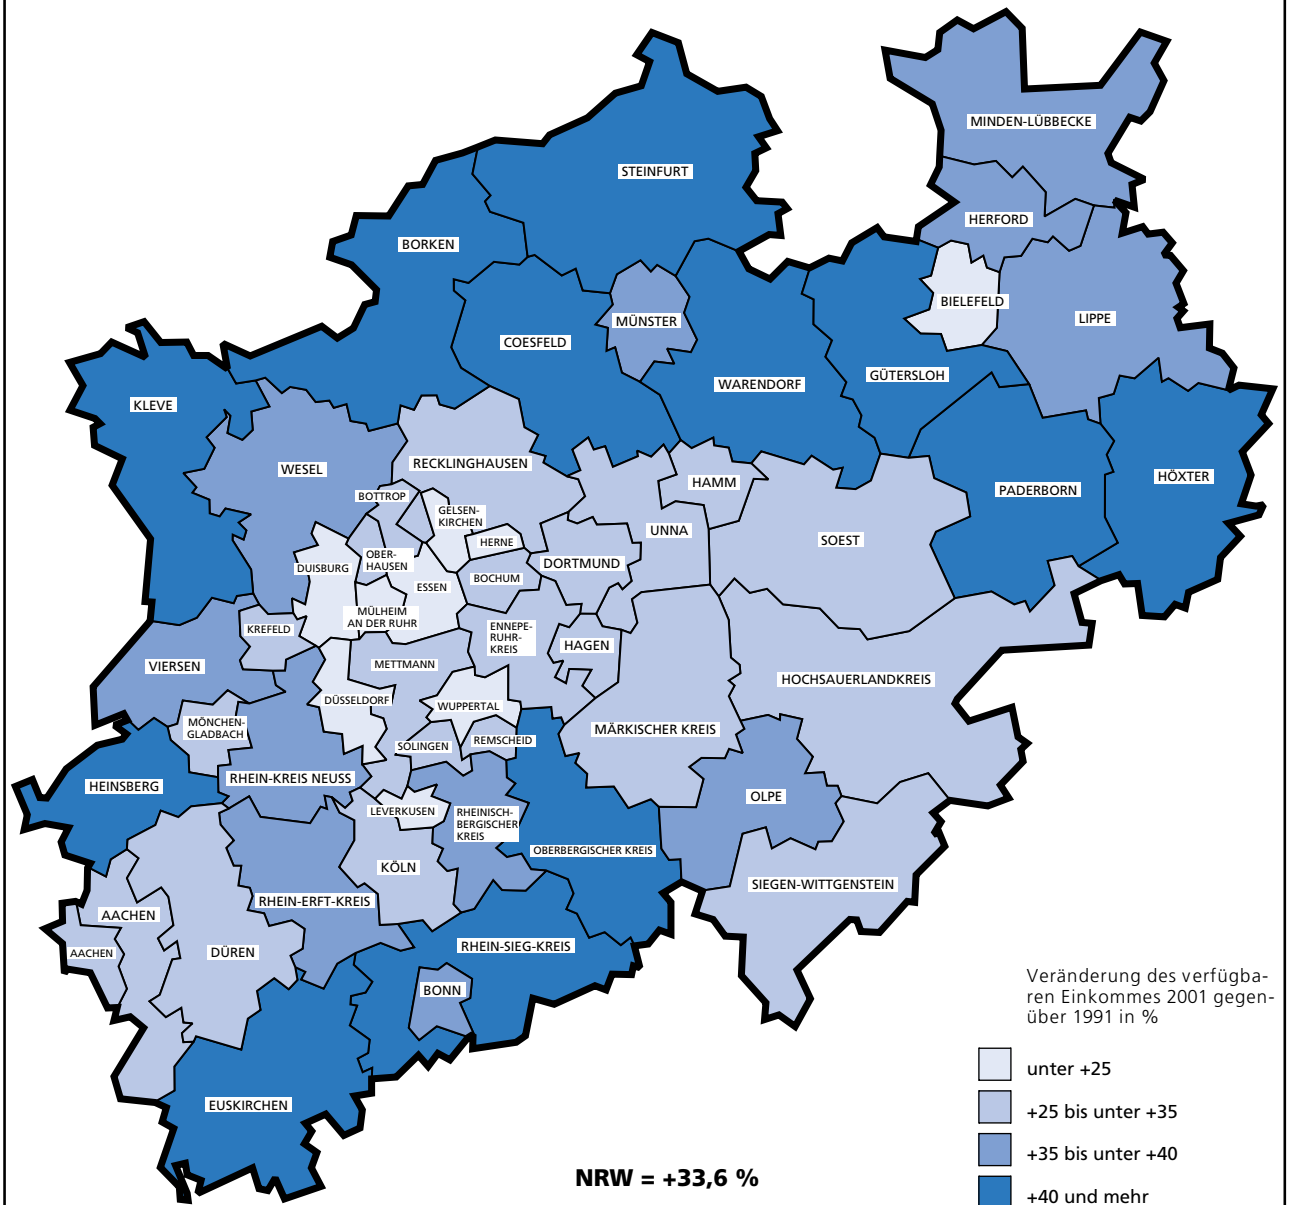 MINDEN-LÜBBECKE
STEINFURT
HERFORD
BORKEN
BIELEFELD
LIPPE
MÜNSTER
COESFELD
GÜTERSLOH
WARENDORF
KLEVE
RECKLINGHAUSEN
WESEL
HÖXTER
HAMM
PADERBORN
BOTTROP
GELSEN-
KIRCHEN
UNNA
SOEST
HERNE
OBER-
HAUSEN
DORTMUND
DUISBURG
BOCHUM
ESSEN
MÜLHEIM
AN DER RUHR
KREFELD
ENNEPE-
RUHR-
KREIS
HAGEN
METTMANN
VIERSEN
HOCHSAUERLANDKREIS
DÜSSELDORF
WUPPERTAL
MÖNCHEN-
GLADBACH
MÄRKISCHER KREIS
REMSCHEID
SOLINGEN
RHEIN-KREIS NEUSS
HEINSBERG
OLPE
LEVERKUSEN
RHEINISCH-
BERGISCHER
KREIS
OBERBERGISCHER KREIS
KÖLN
SIEGEN-WITTGENSTEIN
RHEIN-ERFT-KREIS
AACHEN
RHEIN-SIEG-KREIS
AACHEN
DÜREN
BONN
EUSKIRCHEN
Veränderung des verfügba-
ren Einkommes 2001 gegen-
über 1991 in %
unter +25
+25 bis unter +35
+35 bis unter +40
+40 und mehr
NRW = +33,6 %